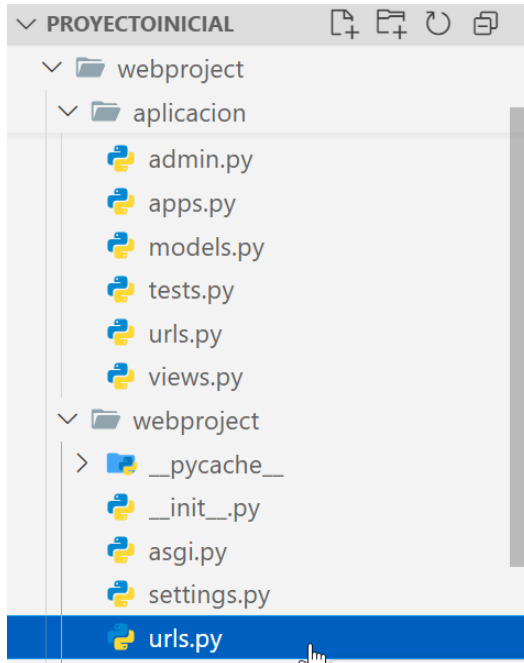 PROYECTOINICIAL
webproject
aplicacion
admin.py
apps.py
models.py
tests.py
urls.py
views.py
webproject
__pycache__
__init__.py
asgi.py
settings.py
urls.py